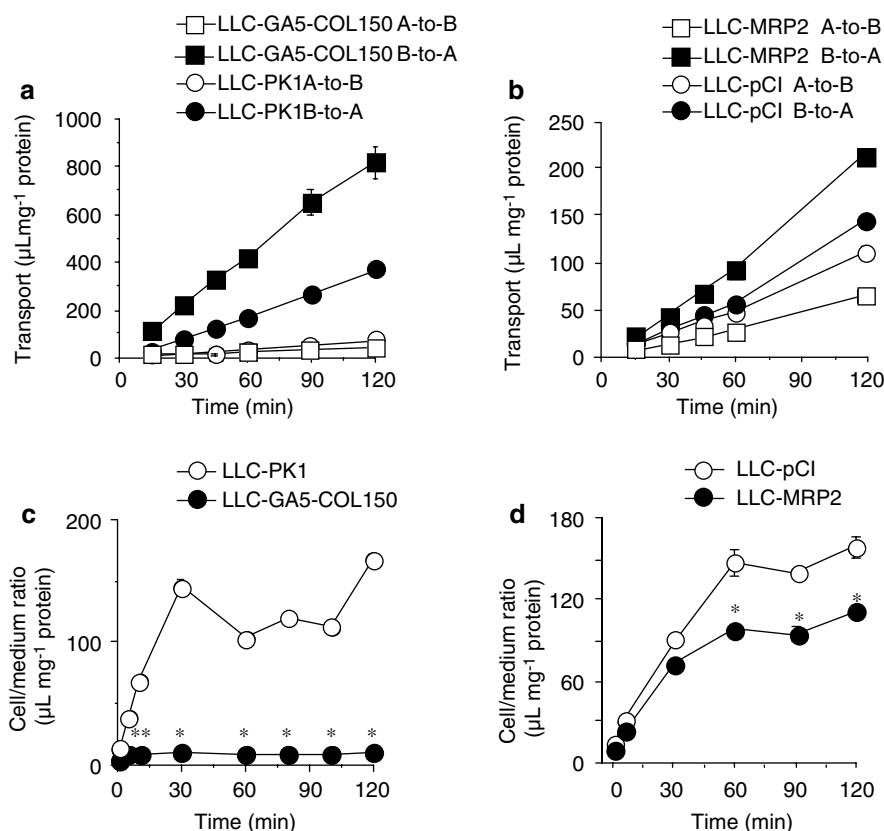 LLC-GA5-COL150 A-to-B
LLC-GA5-COL150 B-to-A
LLC-PK1A-to-B
LLC-PK1B-to-A
a
1000
800
600
400
200
0
Transport (µLmg-1 protein)
0 30 60 90 120
Time (min)
LLC-MRP2 A-to-B
LLC-MRP2 B-to-A
LLC-pCI A-to-B
LLC-pCI B-to-A
b
250
200
150
100
50
0
Transport (µL mg-1 protein)
0 30 60 90 120
Time (min)
LLC-PK1
LLC-GA5-COL150
c
200
100
0
Cell/medium ratio
(µL mg-1 protein)
** * * * * *
0 30 60 90 120
Time (min)
LLC-pCI
LLC-MRP2
d
180
120
60
0
Cell/medium ratio
(µL mg-1 protein)
* * *
0 30 60 90 120
Time (min)